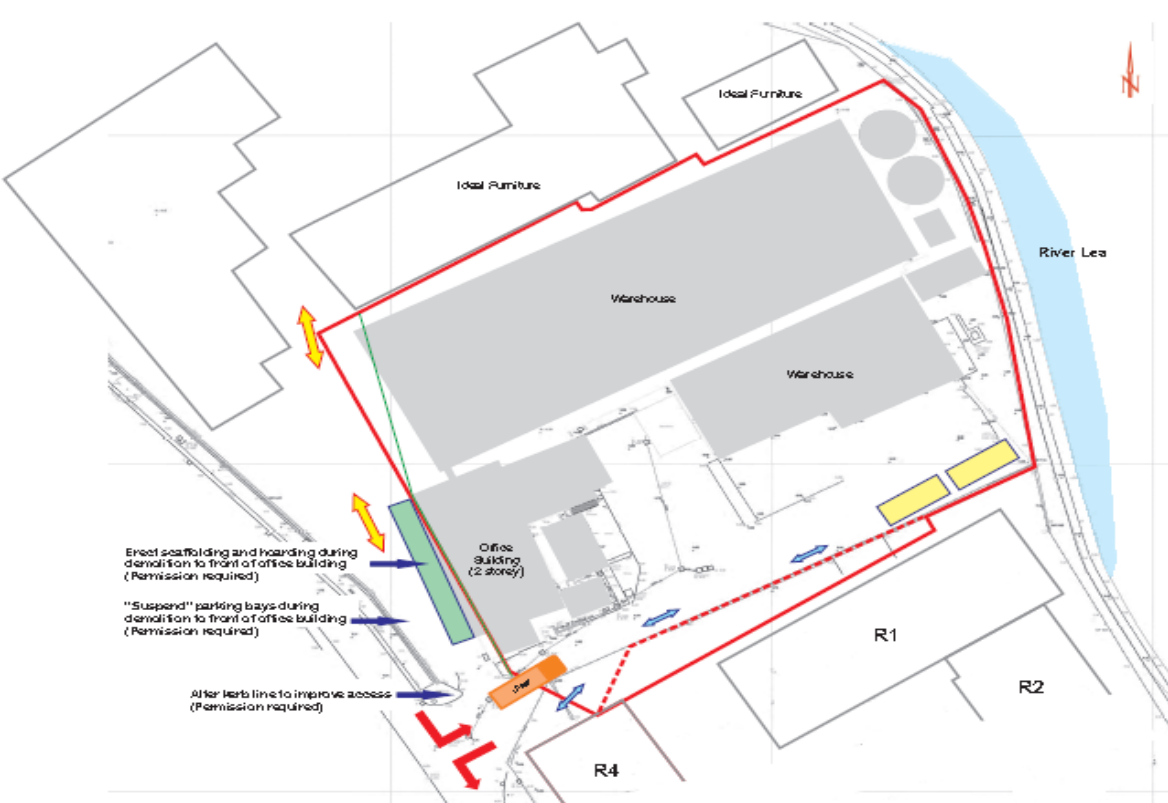 Ideal Furniture
Ideal Furniture
N
River Lea
Warehouse
Warehouse
Office
Building
(2 storey)
Erect scaffolding and hoarding during
demolition to front of office building
(Permission required)
"Suspend" parking bays during
demolition to front of office building
(Permission required)
Alter kerb line to improve access
(Permission required)
R1
R2
R4